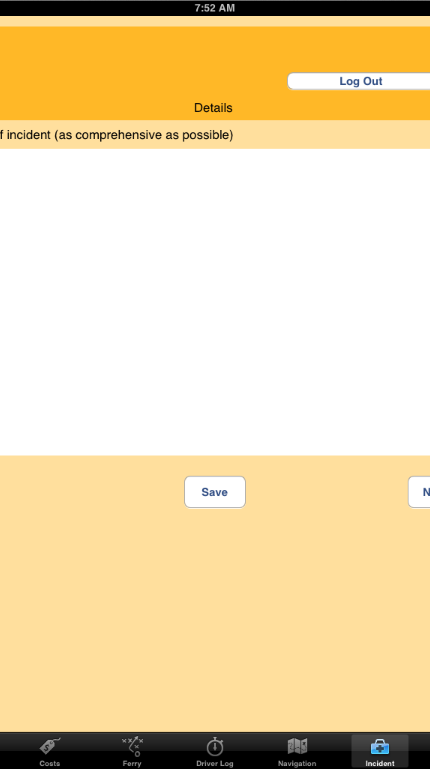 7:52 AM
Log Out
Details
f incident (as comprehensive as possible)
Save
N
Costs
Ferry
Driver Log
Navigation
Incident